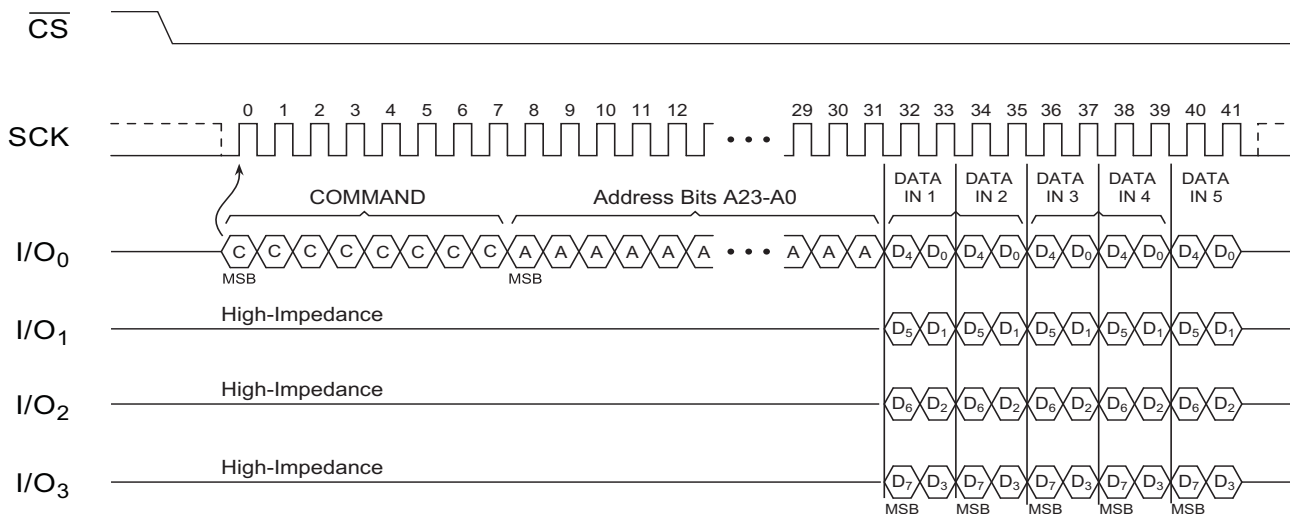 CS
0 1 2 3 4 5 6 7 8 9 10 11 12 29 30 31 32 33 34 35 36 37 38 39 40 41
SCK • • •
COMMAND Address Bits A23-A0 DATA IN 1 DATA IN 2 DATA IN 3 DATA IN 4 DATA IN 5
I/O0 C C C C C C C C A A A A A A • • • A A A D4 D0 D4 D0 D4 D0 D4 D0 D4 D0
MSB MSB
High-Impedance
I/O1 D5 D1 D5 D1 D5 D1 D5 D1 D5 D1
High-Impedance
I/O2 D6 D2 D6 D2 D6 D2 D6 D2 D6 D2
High-Impedance
I/O3 D7 D3 D7 D3 D7 D3 D7 D3 D7 D3
MSB MSB MSB MSB MSB